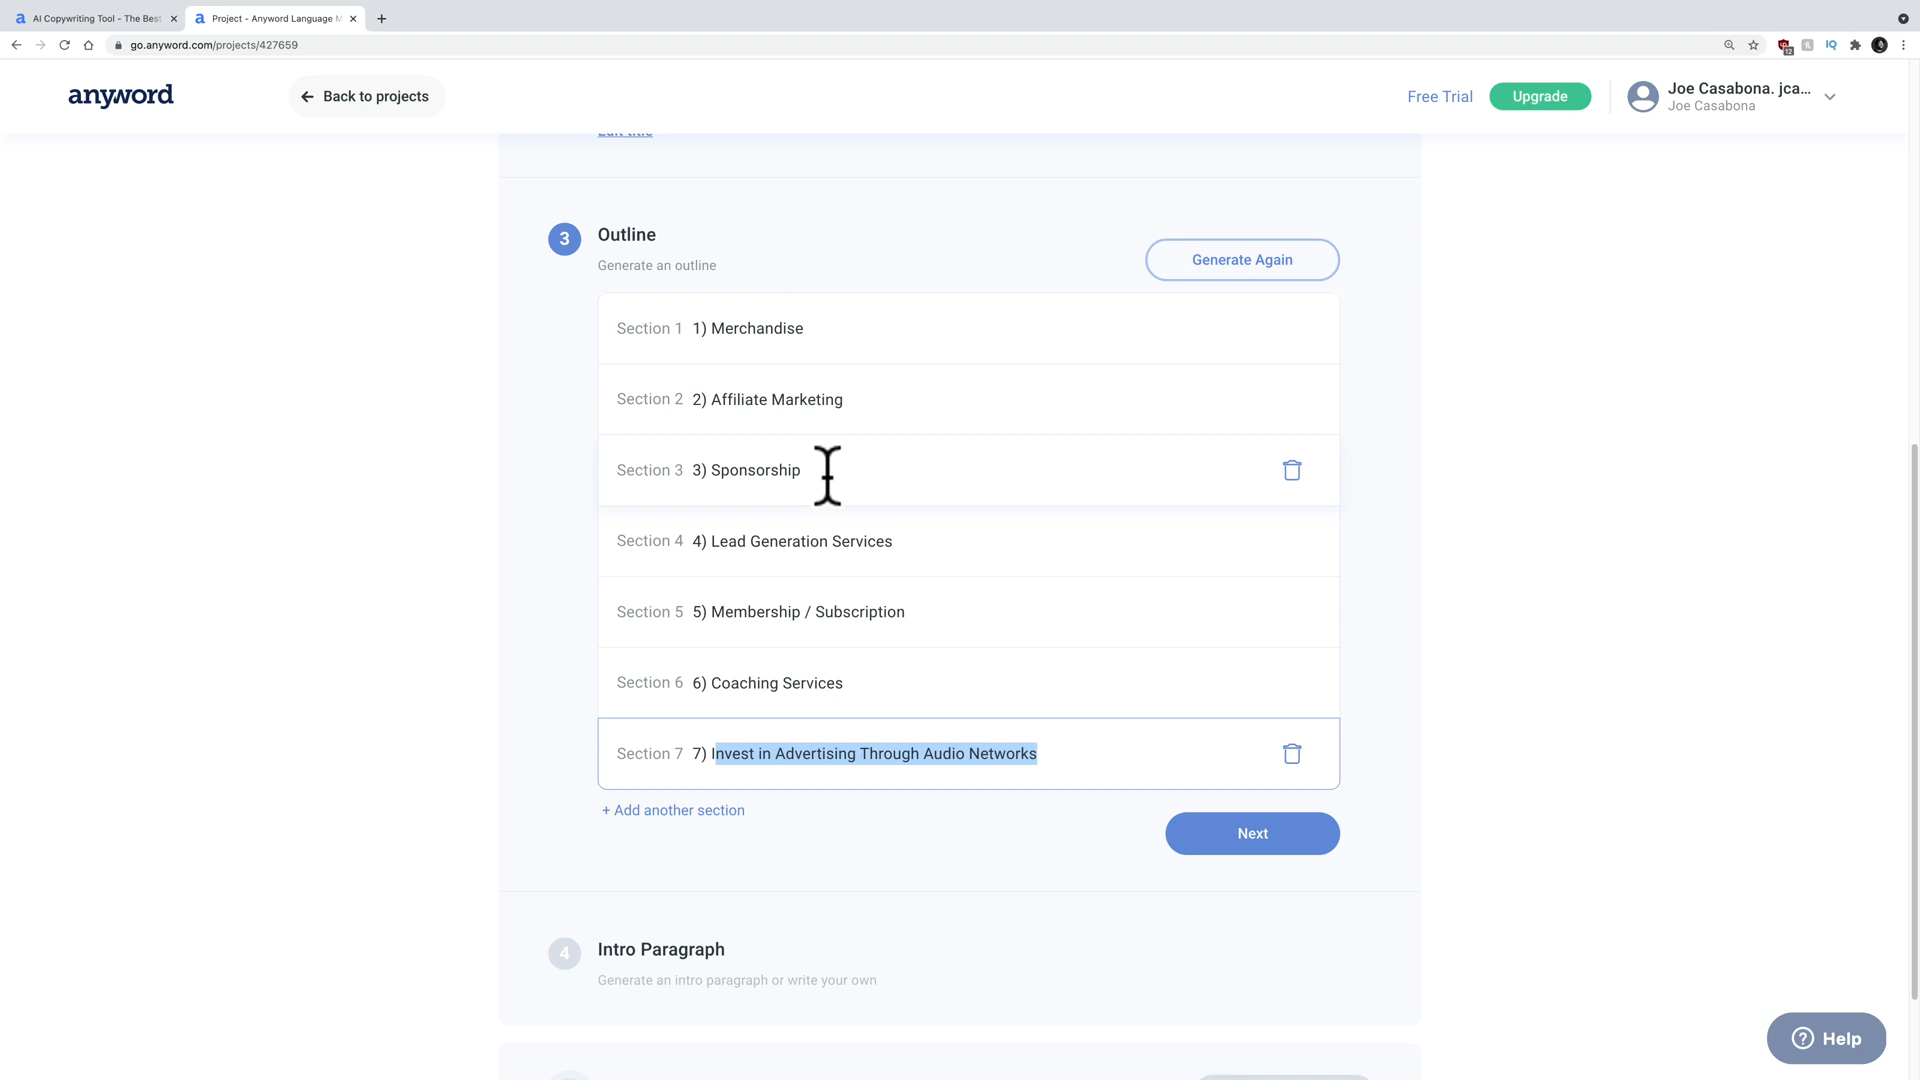 AI Copywriting Tool - The Best
Project - Anyword Language M
go.anyword.com/projects/427659
12
IQ
anyword
Back to projects
Free Trial
Upgrade
Joe Casabona. jca...
Joe Casabona
Edit title
3
Outline
Generate an outline
Generate Again
Section 1 1) Merchandise
Section 2 2) Affiliate Marketing
Section 3 3) Sponsorship
Section 4 4) Lead Generation Services
Section 5 5) Membership / Subscription
Section 6 6) Coaching Services
Section 7 7) Invest in Advertising Through Audio Networks
+ Add another section
Next
4
Intro Paragraph
Generate an intro paragraph or write your own
Help